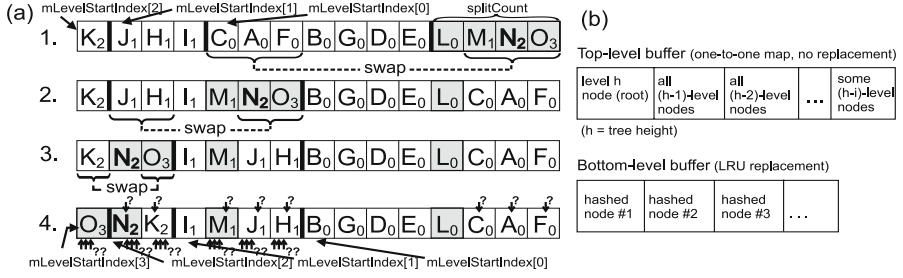 (a)
mLevelStartIndex[2] mLevelStartIndex[1] mLevelStartIndex[0] splitCount
1. K2 J1 H1 I1 C0 A0 F0 B0 G0 D0 E0 L0 M1 N2 O3
swap
2. K2 J1 H1 I1 M1 N2 O3 B0 G0 D0 E0 L0 C0 A0 F0
swap
3. K2 N2 O3 I1 M1 J1 H1 B0 G0 D0 E0 L0 C0 A0 F0
swap
? ? ? ? ? ? ? ?
4. O3 N2 K2 I1 M1 J1 H1 B0 G0 D0 E0 L0 C0 A0 F0
?? ?? ?? ?? ?? ??
mLevelStartIndex[3] mLevelStartIndex[2] mLevelStartIndex[1] mLevelStartIndex[0]
(b)
Top-level buffer (one-to-one map, no replacement)
level h node (root)
all (h-1)-level nodes
all (h-2)-level nodes
...
some (h-i)-level nodes
(h = tree height)
Bottom-level buffer (LRU replacement)
hashed node #1
hashed node #2
hashed node #3
...